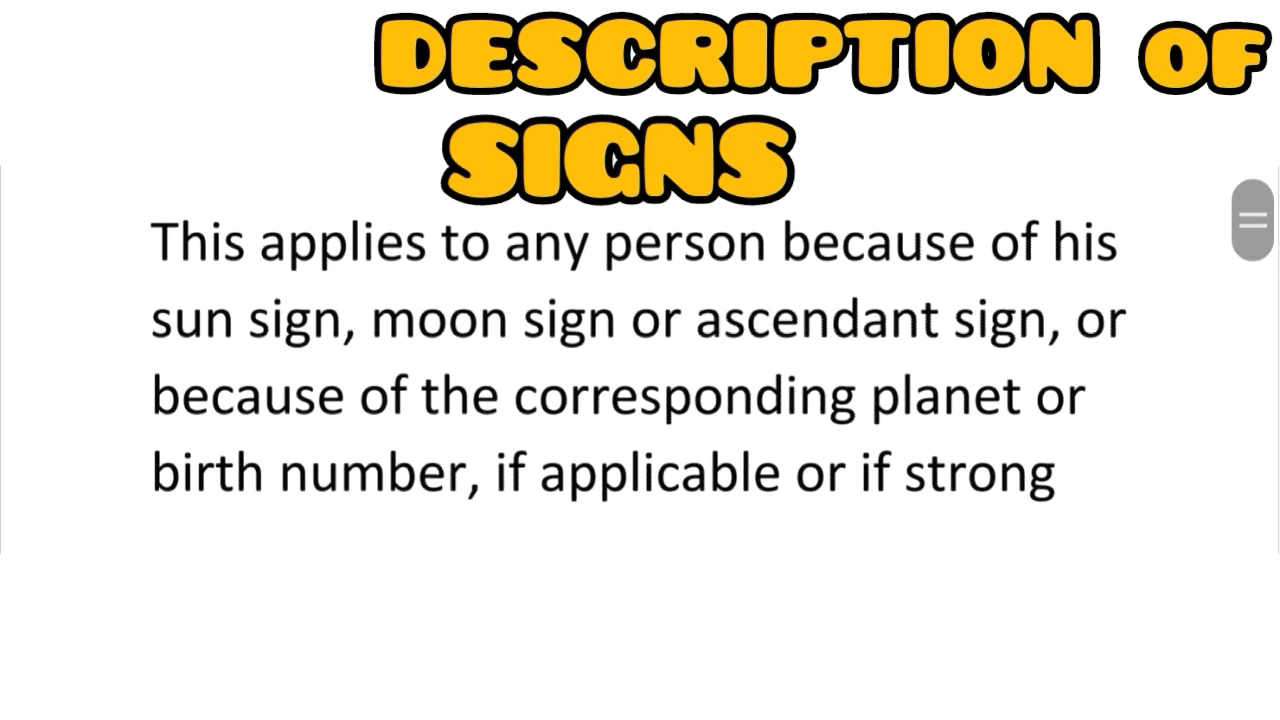 DESCRIPTION OF
SIGNS
This applies to any person because of his
sun sign, moon sign or ascendant sign, or
because of the corresponding planet or
birth number, if applicable or if strong